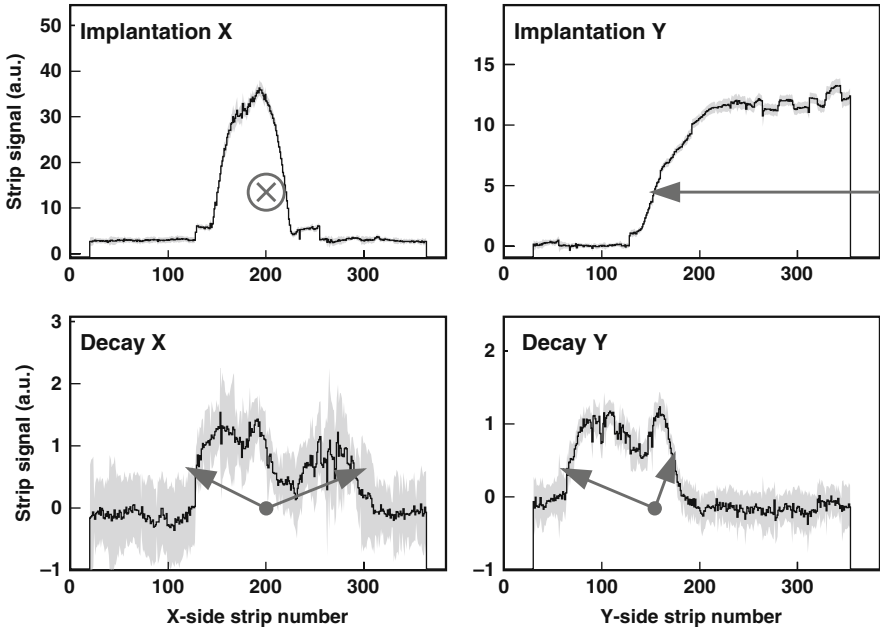 Implantation X
Strip signal (a.u.)
50
40
30
20
10
0
0 100 200 300
Implantation Y
15
10
5
0
0 100 200 300
Decay X
Strip signal (a.u.)
3
2
1
0
–1
0 100 200 300
X-side strip number
Decay Y
2
1
0
–1
0 100 200 300
Y-side strip number